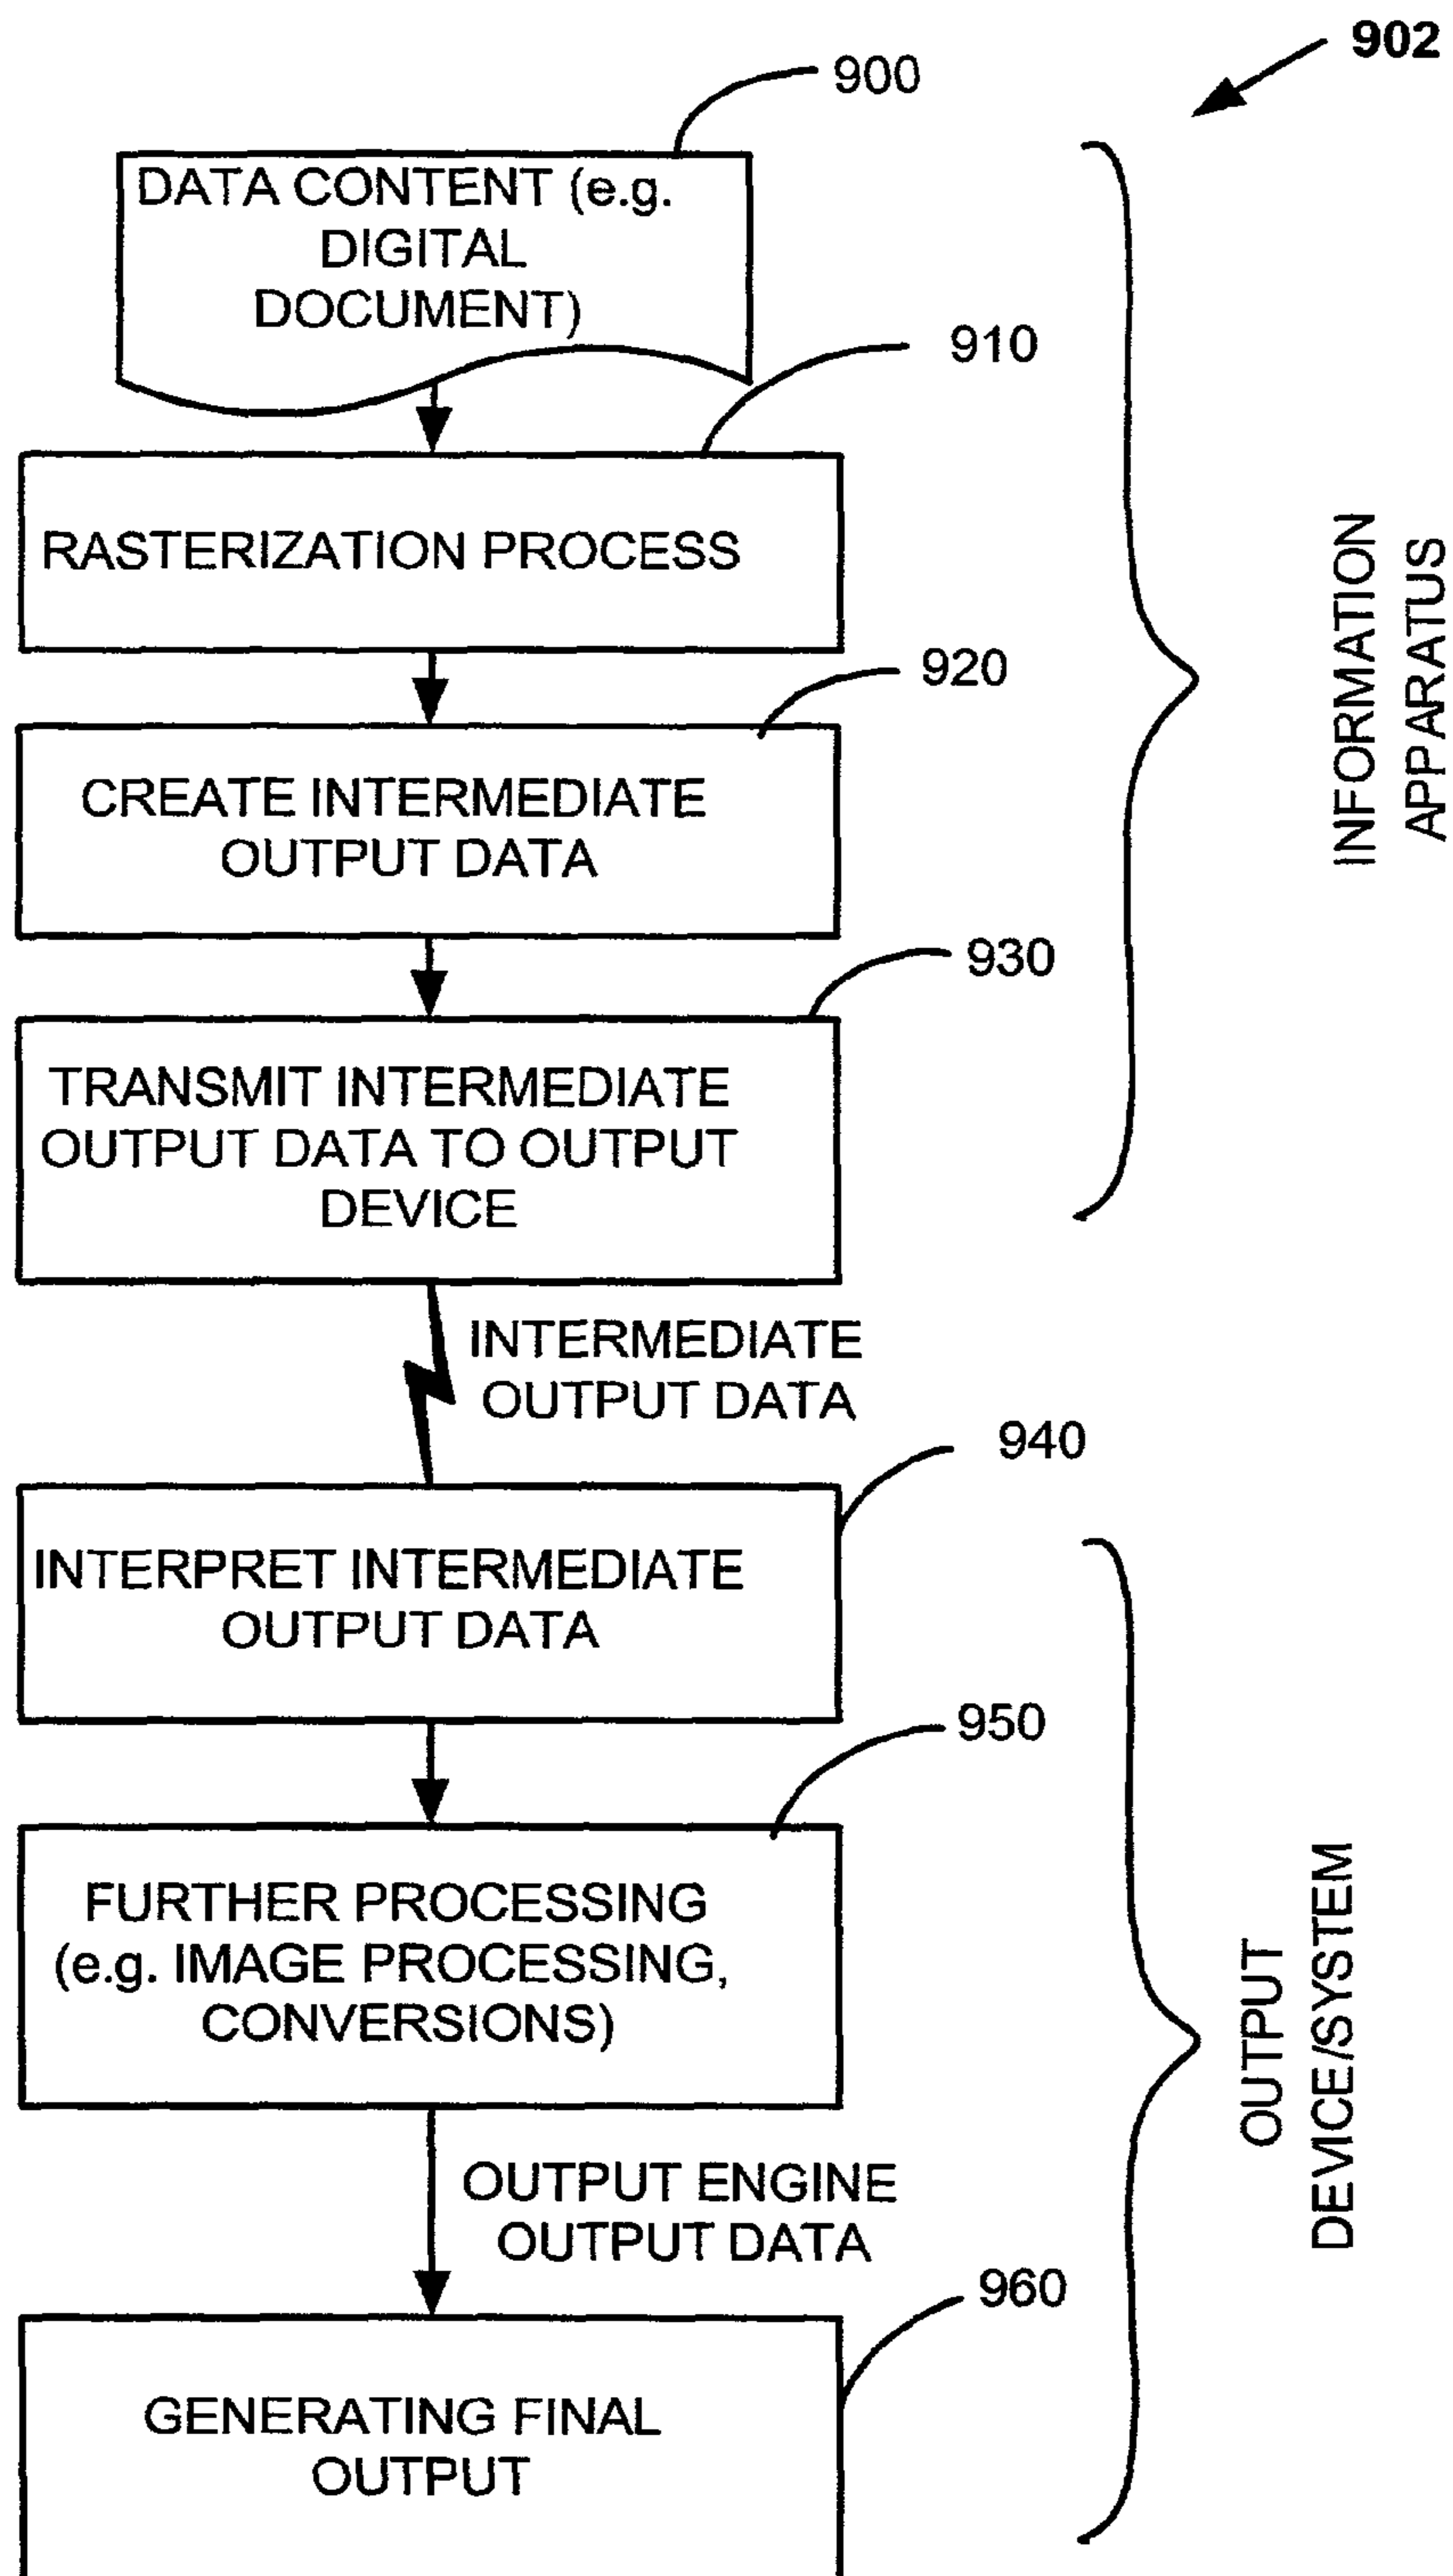 902
900
DATA CONTENT (e.g.
DIGITAL
DOCUMENT)
910
RASTERIZATION PROCESS
920
CREATE INTERMEDIATE
OUTPUT DATA
930
TRANSMIT INTERMEDIATE
OUTPUT DATA TO OUTPUT
DEVICE
INFORMATION
APPARATUS
INTERMEDIATE
OUTPUT DATA
940
INTERPRET INTERMEDIATE
OUTPUT DATA
950
FURTHER PROCESSING
(e.g. IMAGE PROCESSING,
CONVERSIONS)
OUTPUT ENGINE
OUTPUT DATA
960
GENERATING FINAL
OUTPUT
OUTPUT
DEVICE/SYSTEM